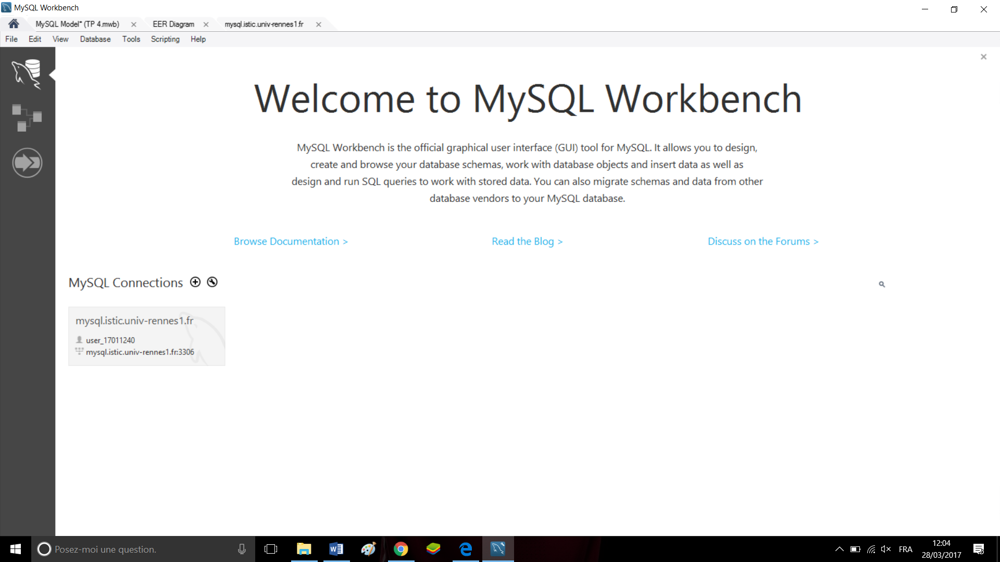 MySQL Workbench
MySQL Model* (TP 4.mwb)
EER Diagram
mysql.istic.univ-rennes1.fr
File Edit View Database Tools Scripting Help
Welcome to MySQL Workbench
MySQL Workbench is the official graphical user interface (GUI) tool for MySQL. It allows you to design,
create and browse your database schemas, work with database objects and insert data as well as
design and run SQL queries to work with stored data. You can also migrate schemas and data from other
database vendors to your MySQL database.
Browse Documentation >
Read the Blog >
Discuss on the Forums >
MySQL Connections
mysql.istic.univ-rennes1.fr
user_17011240
mysql.istic.univ-rennes1.fr:3306
Posez-moi une question.
FRA
12:04
28/03/2017